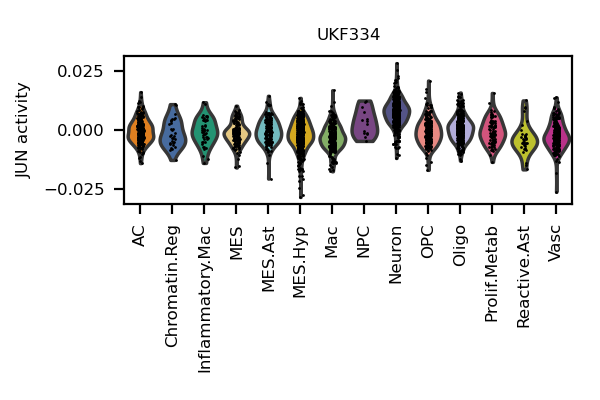 UKF334
JUN activity
0.025
0.000
−0.025
AC
Chromatin.Reg
Inflammatory.Mac
MES
MES.Ast
MES.Hyp
Mac
NPC
Neuron
OPC
Oligo
Prolif.Metab
Reactive.Ast
Vasc